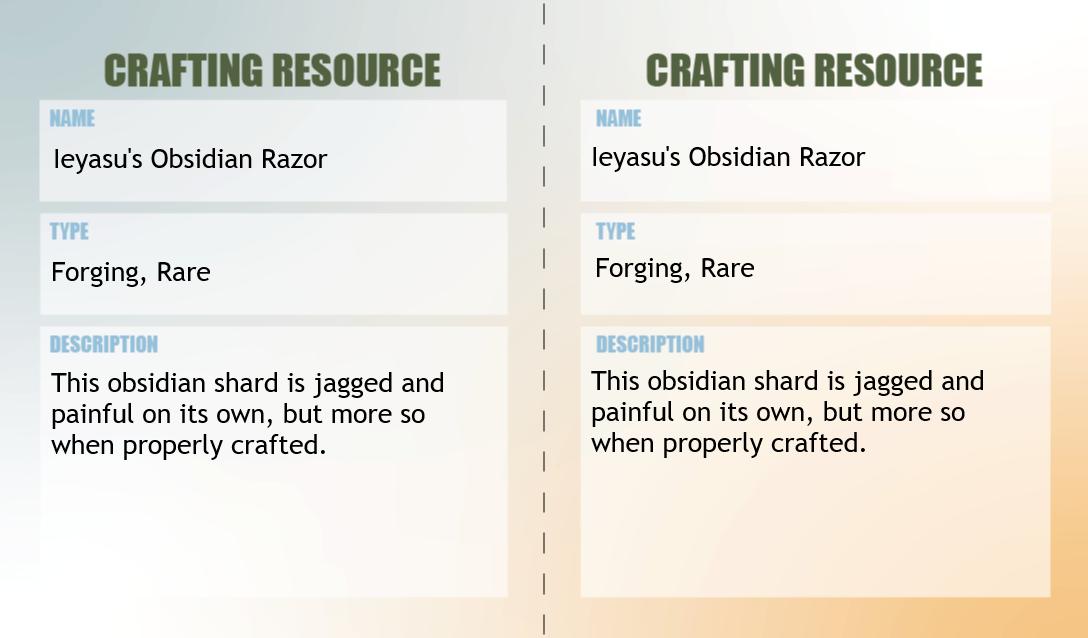 CRAFTING RESOURCE
NAME
Ieyasu's Obsidian Razor
TYPE
Forging, Rare
DESCRIPTION
This obsidian shard is jagged and
painful on its own, but more so
when properly crafted.
CRAFTING RESOURCE
NAME
Ieyasu's Obsidian Razor
TYPE
Forging, Rare
DESCRIPTION
This obsidian shard is jagged and
painful on its own, but more so
when properly crafted.